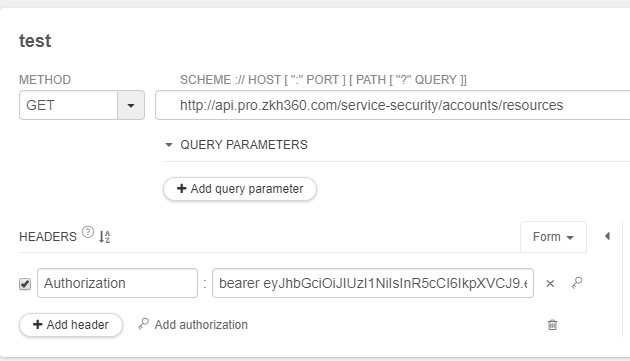 test
METHOD
SCHEME :// HOST [ ":" PORT ] [ PATH [ "?" QUERY ]]
GET
http://api.pro.zkh360.com/service-security/accounts/resources
QUERY PARAMETERS
+ Add query parameter
HEADERS ? A Z
Form
Authorization : bearer eyJhbGciOiJIUzI1NiIsInR5cCI6IkpXVCJ9.e ×
+ Add header
Add authorization